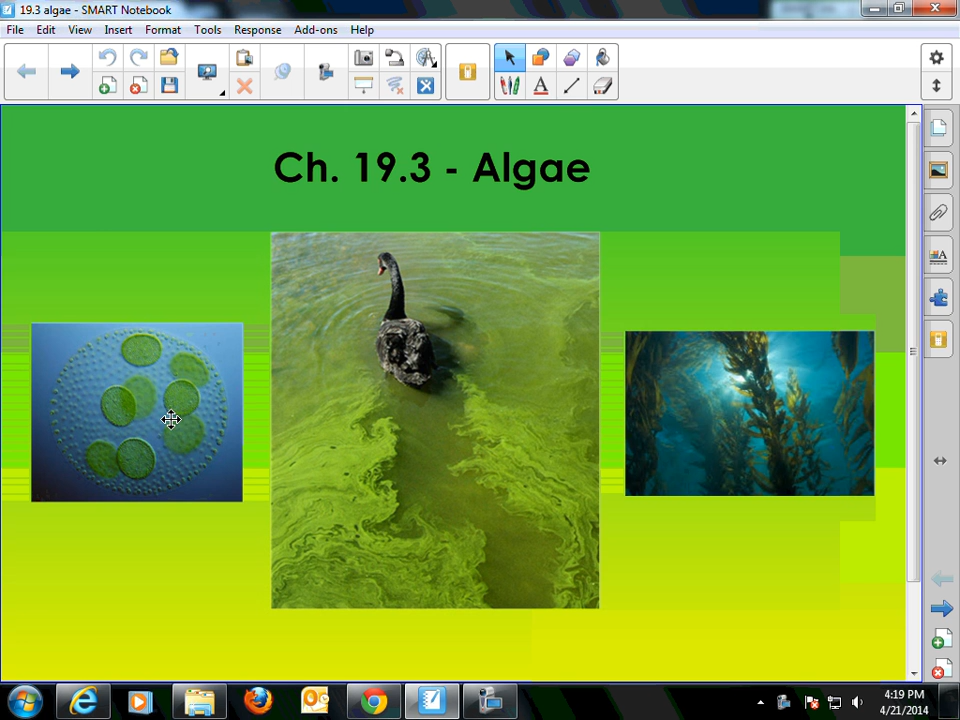 19.3 algae - SMART Notebook
File Edit View Insert Format Tools Response Add-ons Help
Ch. 19.3 - Algae
4:19 PM
4/21/2014